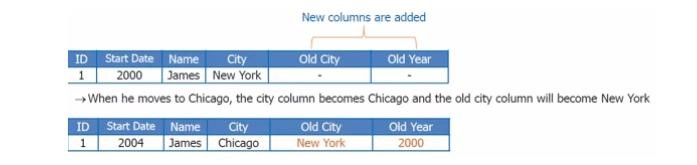 New columns are added
ID Start Date Name City Old City Old Year
1 2000 James New York - -
→When he moves to Chicago, the city column becomes Chicago and the old city column will become New York
ID Start Date Name City Old City Old Year
1 2004 James Chicago New York 2000